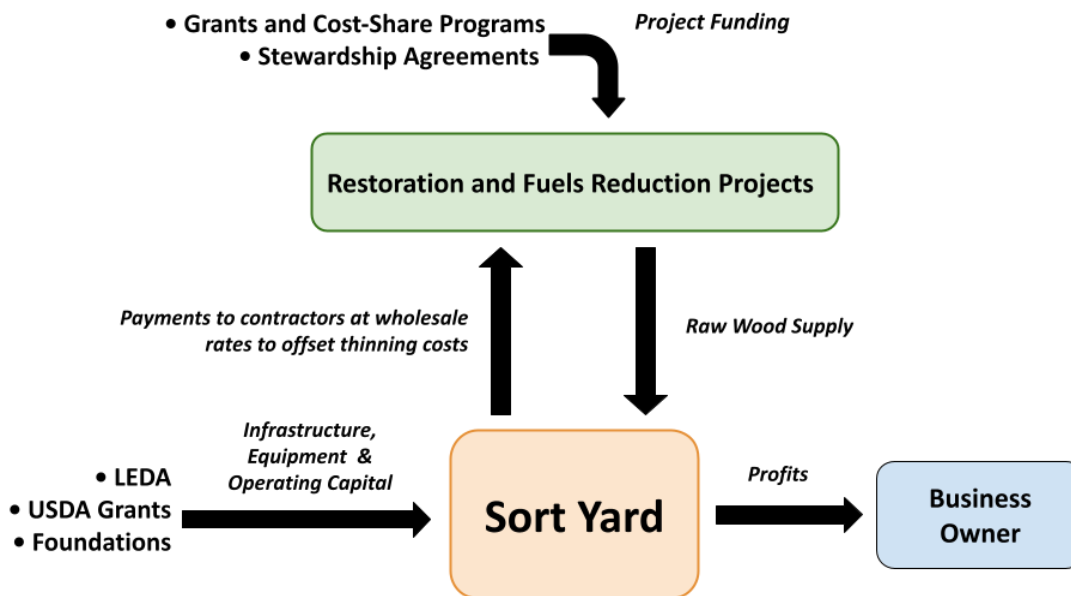 • Grants and Cost-Share Programs
• Stewardship Agreements
Project Funding
Restoration and Fuels Reduction Projects
Payments to contractors at wholesale
rates to offset thinning costs
Raw Wood Supply
Infrastructure,
Equipment &
Operating Capital
• LEDA
• USDA Grants
• Foundations
Sort Yard
Profits
Business
Owner